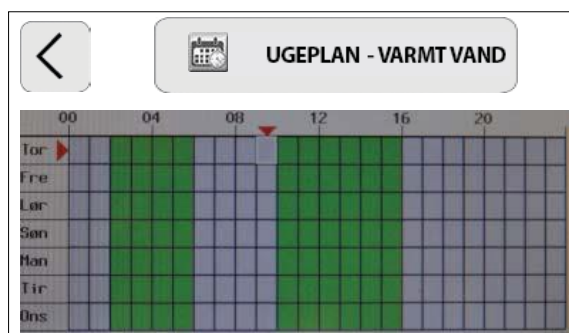 UGEPLAN - VARMT VAND
00 04 08 12 16 20
Tor
Fre
Lør
Søn
Man
Tir
Ons